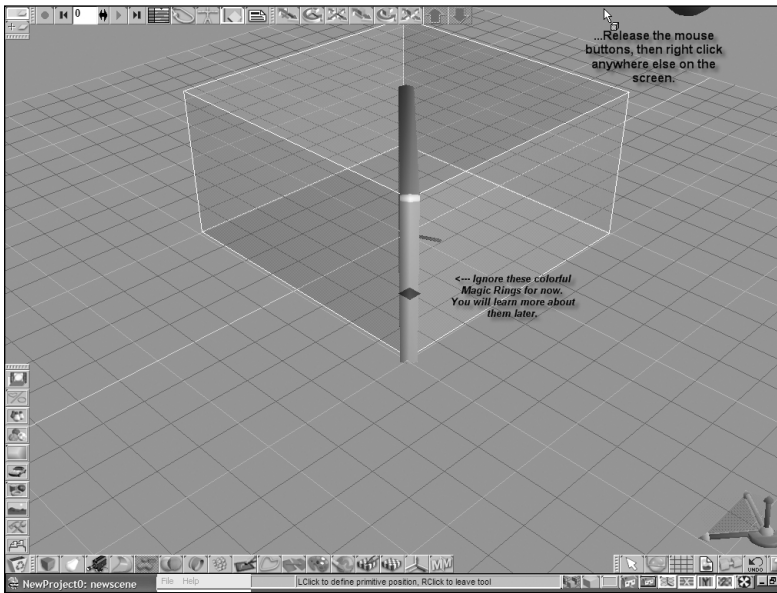 0
...Release the mouse
buttons, then right click
anywhere else on the
screen.
<--- Ignore these colorful
Magic Rings for now.
You will learn more about
them later.
UNDO
NewProject0: newscene
File Help
LClick to define primitive position, RClick to leave tool